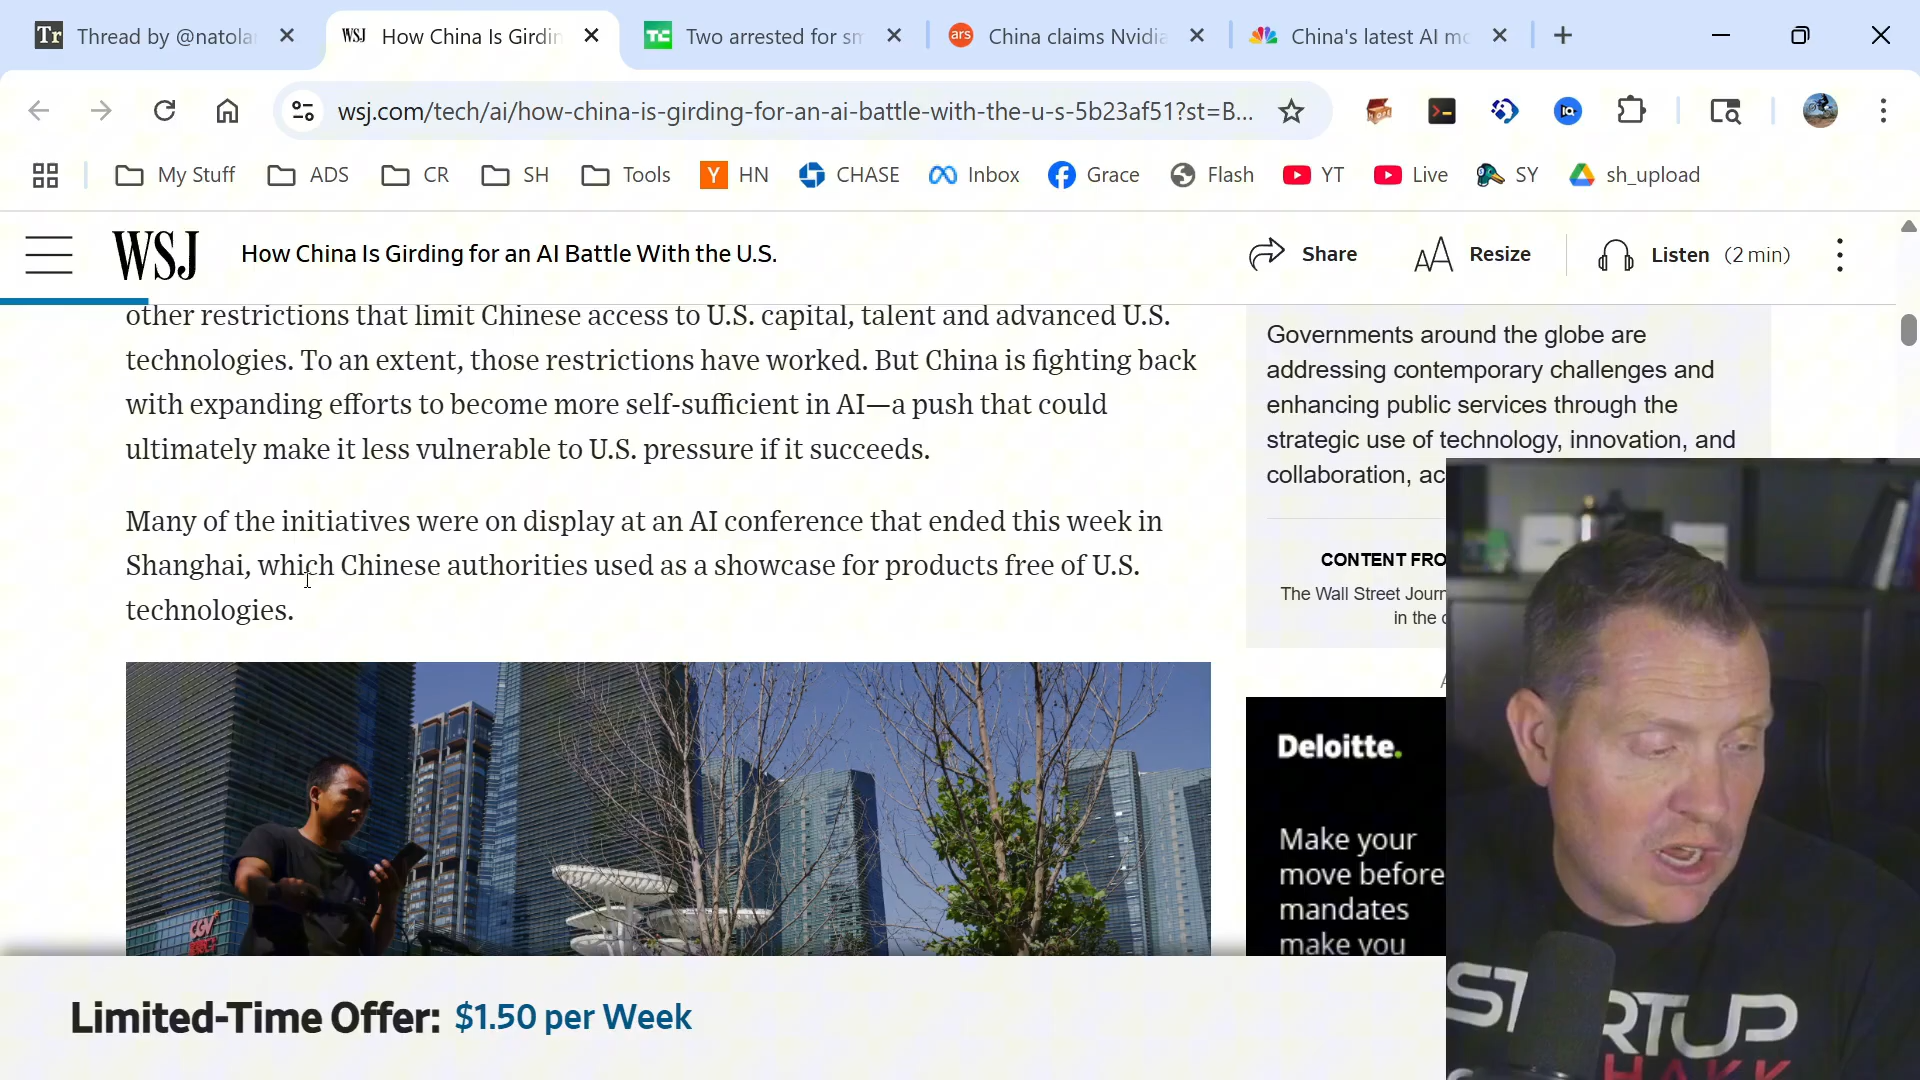 Tr Thread by @natola
WSJ How China Is Girdin
TC Two arrested for sm
ars China claims Nvidia
China's latest AI mo
wsj.com/tech/ai/how-china-is-girding-for-an-ai-battle-with-the-u-s-5b23af51?st=B...
My Stuff
ADS
CR
SH
Tools
Y HN
CHASE
Inbox
Grace
Flash
YT
Live
SY
sh_upload
WSJ
How China Is Girding for an AI Battle With the U.S.
Share
AA Resize
Listen (2 min)
other restrictions that limit Chinese access to U.S. capital, talent and advanced U.S.
technologies. To an extent, those restrictions have worked. But China is fighting back
with expanding efforts to become more self-sufficient in AI—a push that could
ultimately make it less vulnerable to U.S. pressure if it succeeds.
Many of the initiatives were on display at an AI conference that ended this week in
Shanghai, which Chinese authorities used as a showcase for products free of U.S.
technologies.
CGV
Governments around the globe are
addressing contemporary challenges and
enhancing public services through the
strategic use of technology, innovation, and
collaboration, ac
CONTENT FRO
The Wall Street Journ
in the
Deloitte.
Make your
move before
mandates
make you
Limited-Time Offer: $1.50 per Week
STARTUP
HAKK